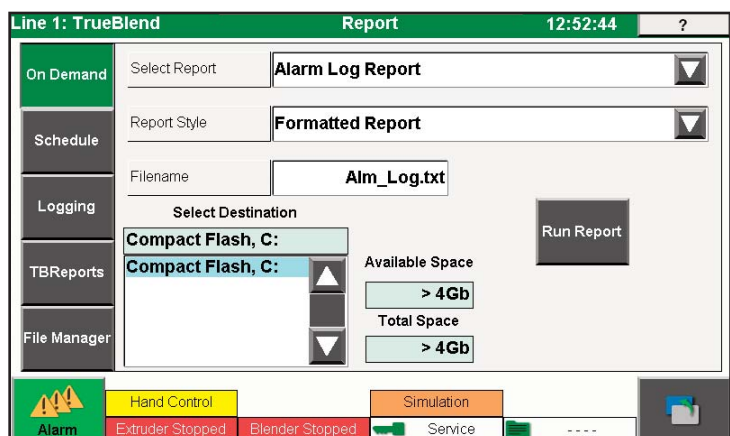 Line 1: TrueBlend Report 12:52:44 ?
On Demand
Schedule
Logging
TBReports
File Manager
Select Report Alarm Log Report
Report Style Formatted Report
Filename Alm_Log.txt
Select Destination
Compact Flash, C:
Compact Flash, C:
Available Space
> 4Gb
Total Space
> 4Gb
Run Report
Alarm
Hand Control Simulation
Extruder Stopped Blender Stopped Service - - - -